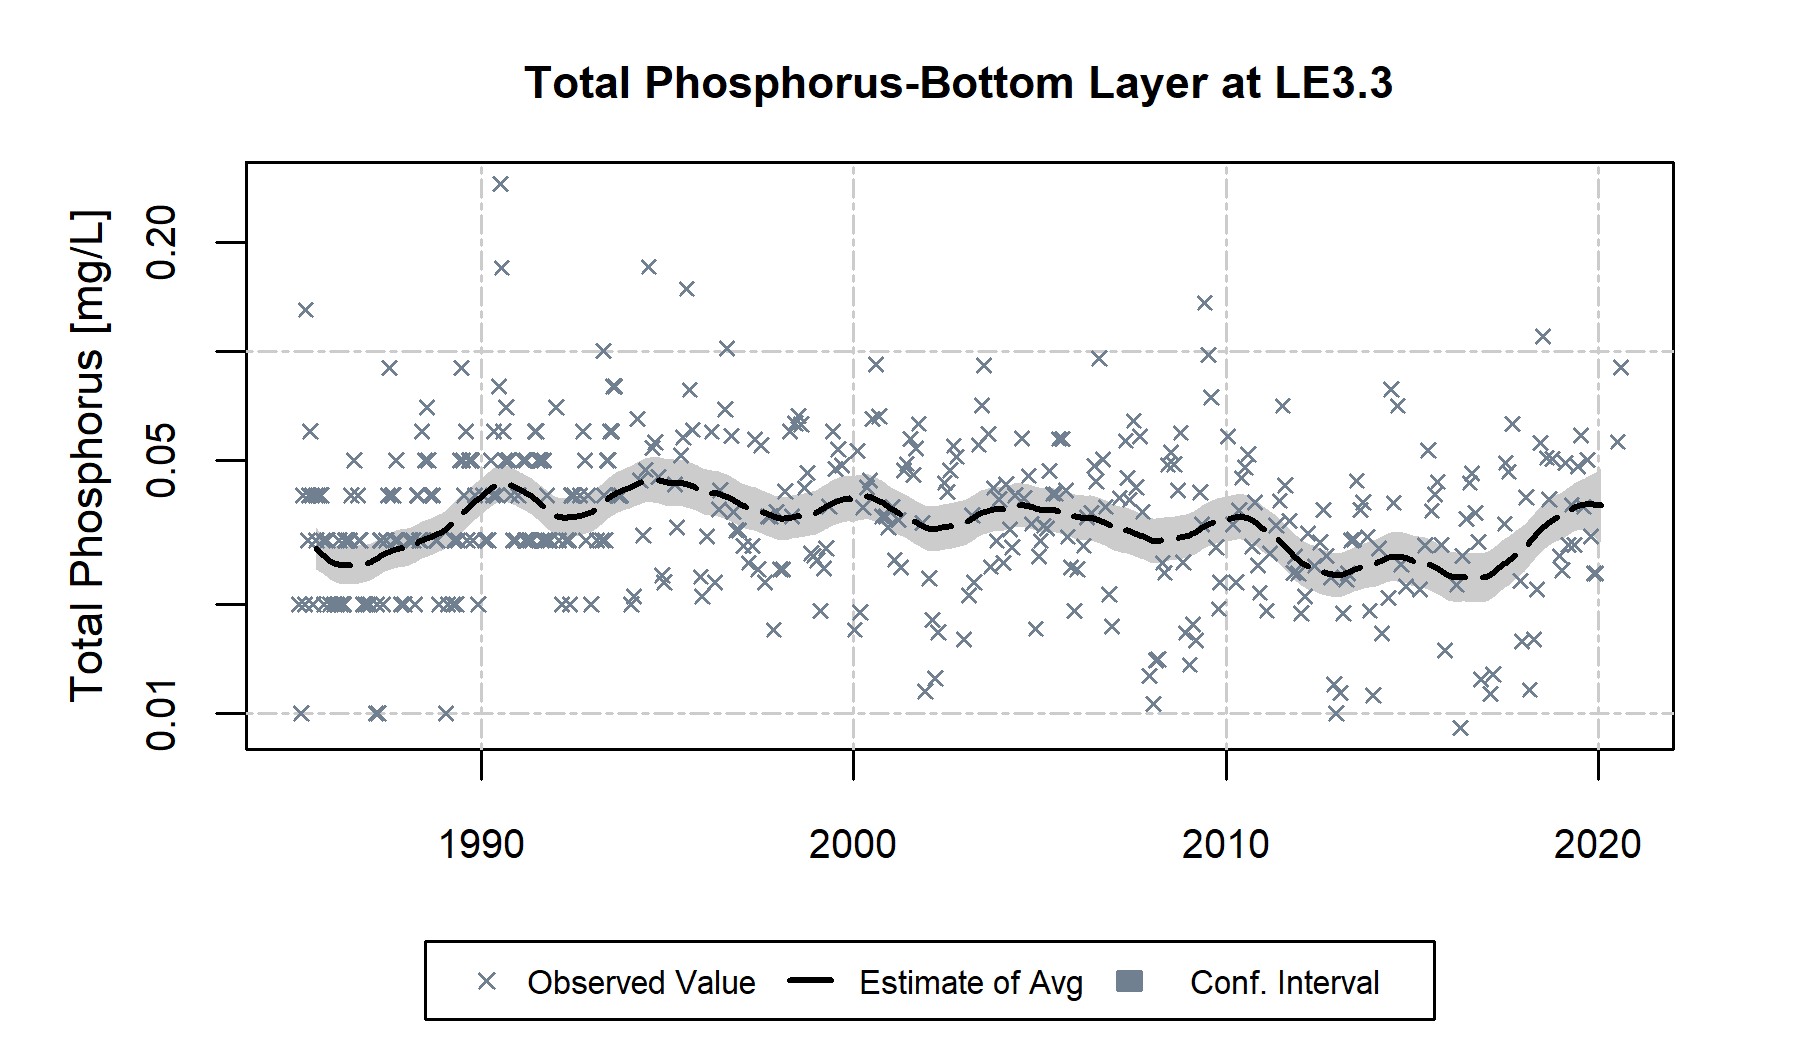 Total Phosphorus-Bottom Layer at LE3.3
Total Phosphorus [mg/L]
0.20
0.05
0.01
1990 2000 2010 2020
Observed Value Estimate of Avg Conf. Interval